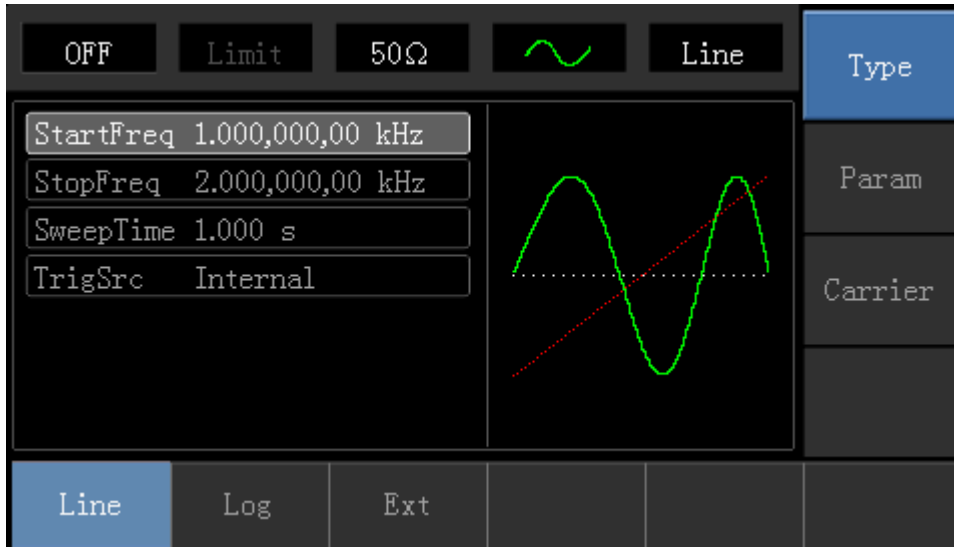 OFF Limit 50Ω Line
Type
StartFreq 1.000,000,00 kHz
StopFreq 2.000,000,00 kHz
SweepTime 1.000 s
TrigSrc Internal
Param
Carrier
Line Log Ext